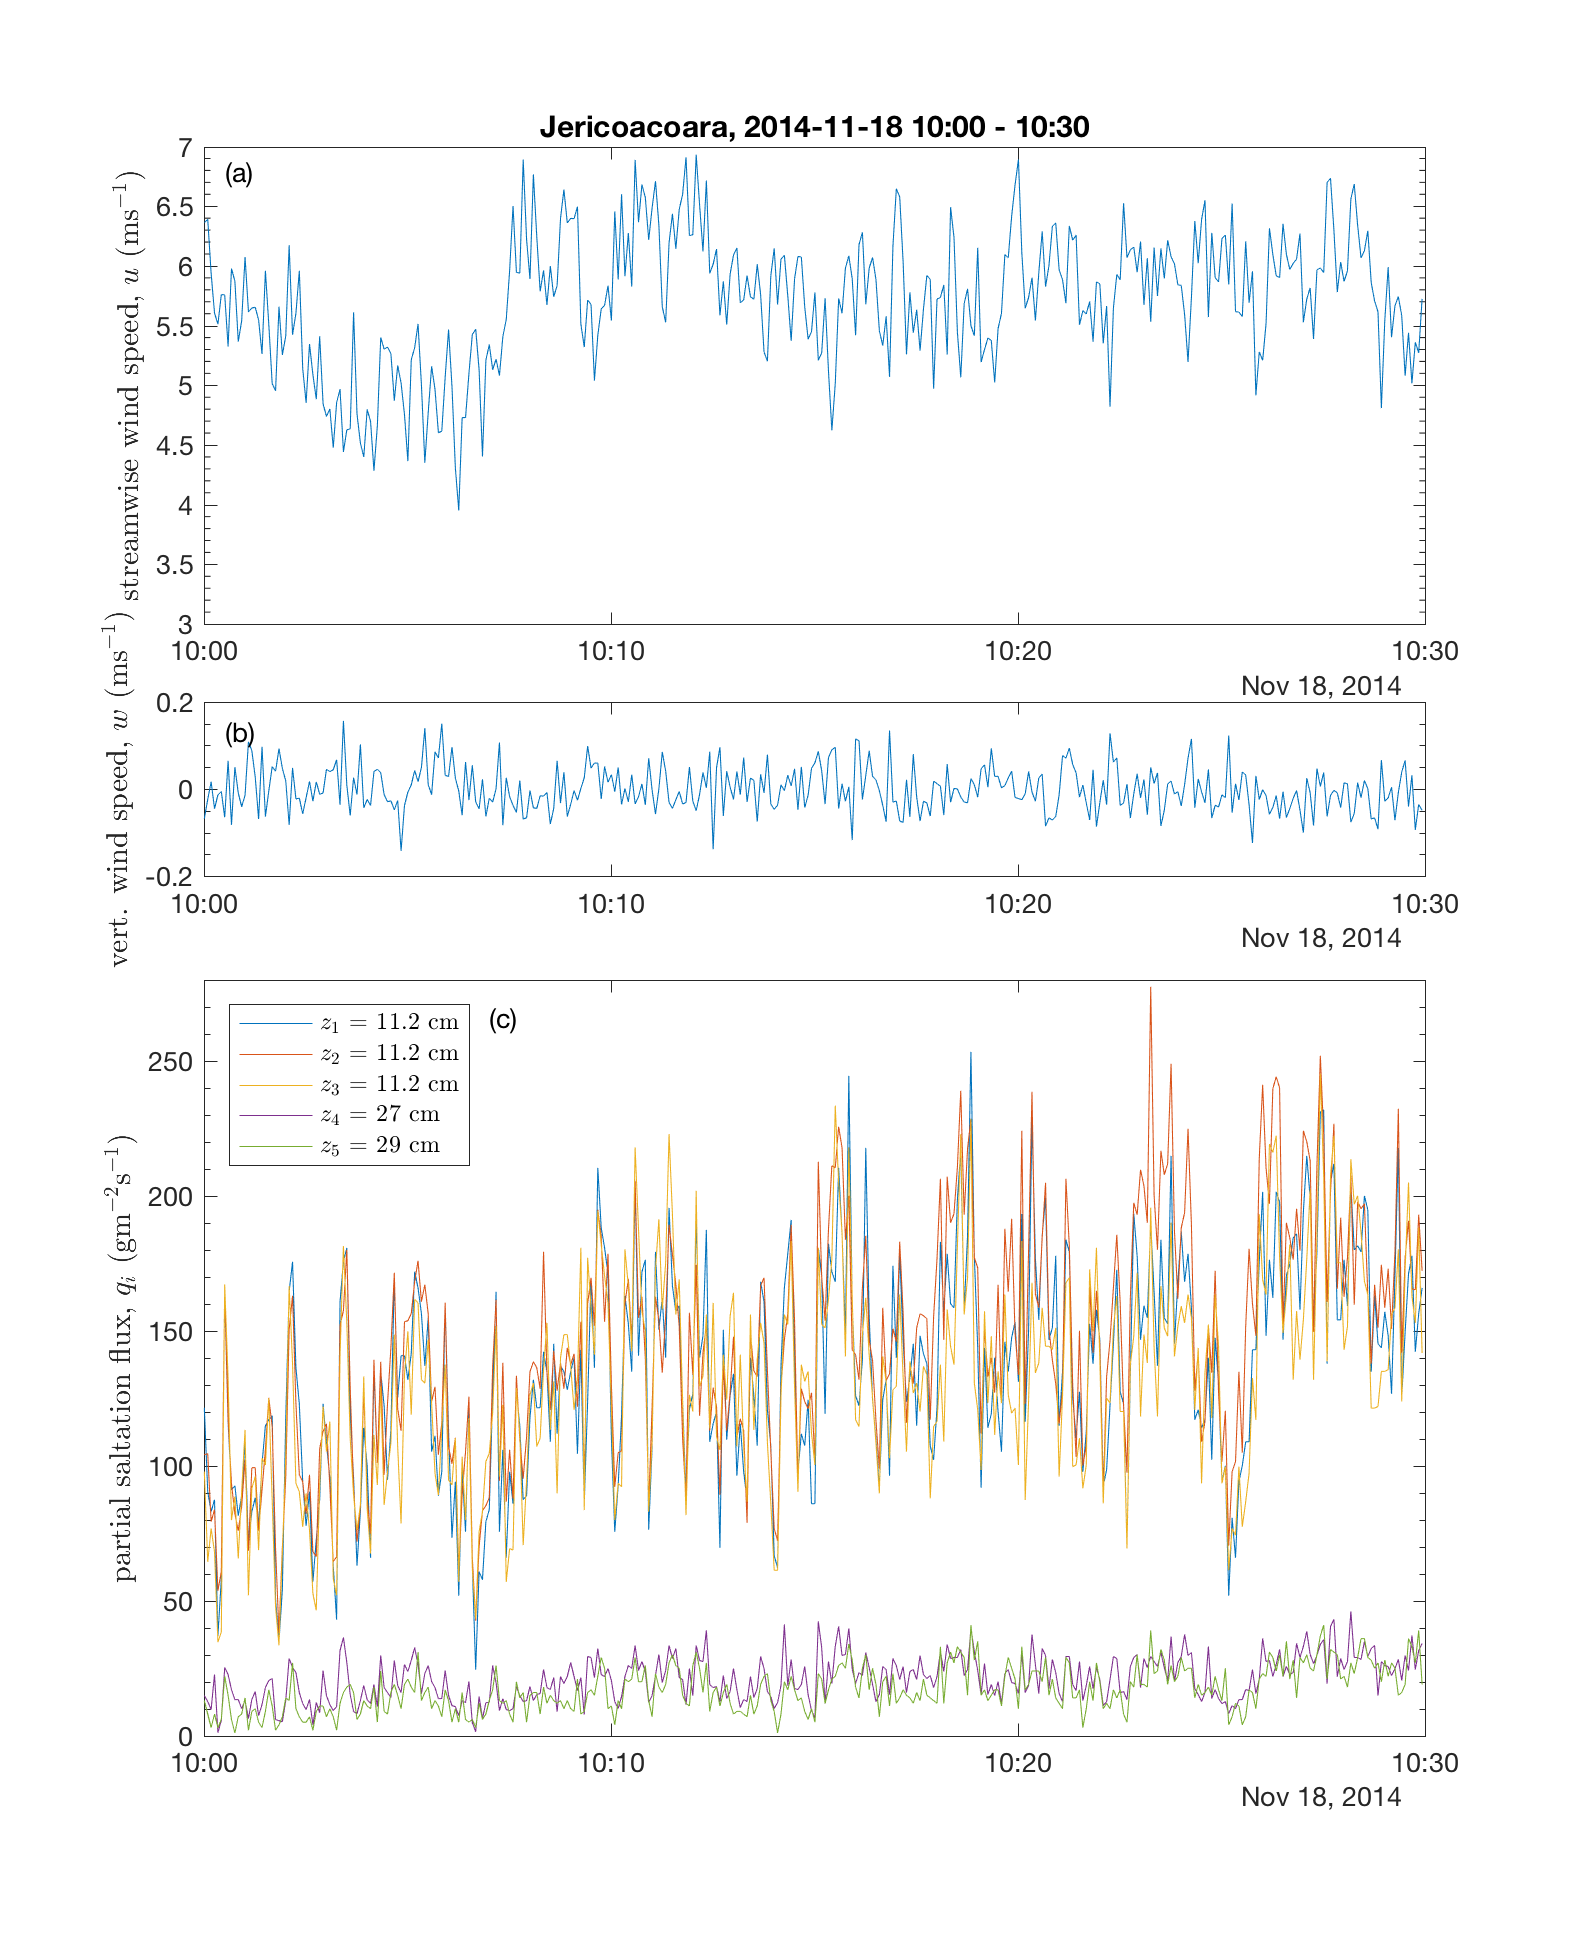 Jericoacoara, 2014-11-18 10:00 - 10:30
(a)
streamwise wind speed, u (ms⁻¹)
7
6.5
6
5.5
5
4.5
4
3.5
3
10:00 10:10 10:20 10:30
Nov 18, 2014
(b)
vert. wind speed, w (ms⁻¹)
0.2
0
-0.2
10:00 10:10 10:20 10:30
Nov 18, 2014
(c)
z₁ = 11.2 cm
z₂ = 11.2 cm
z₃ = 11.2 cm
z₄ = 27 cm
z₅ = 29 cm
partial saltation flux, qᵢ (gm⁻²s⁻¹)
250
200
150
100
50
0
10:00 10:10 10:20 10:30
Nov 18, 2014